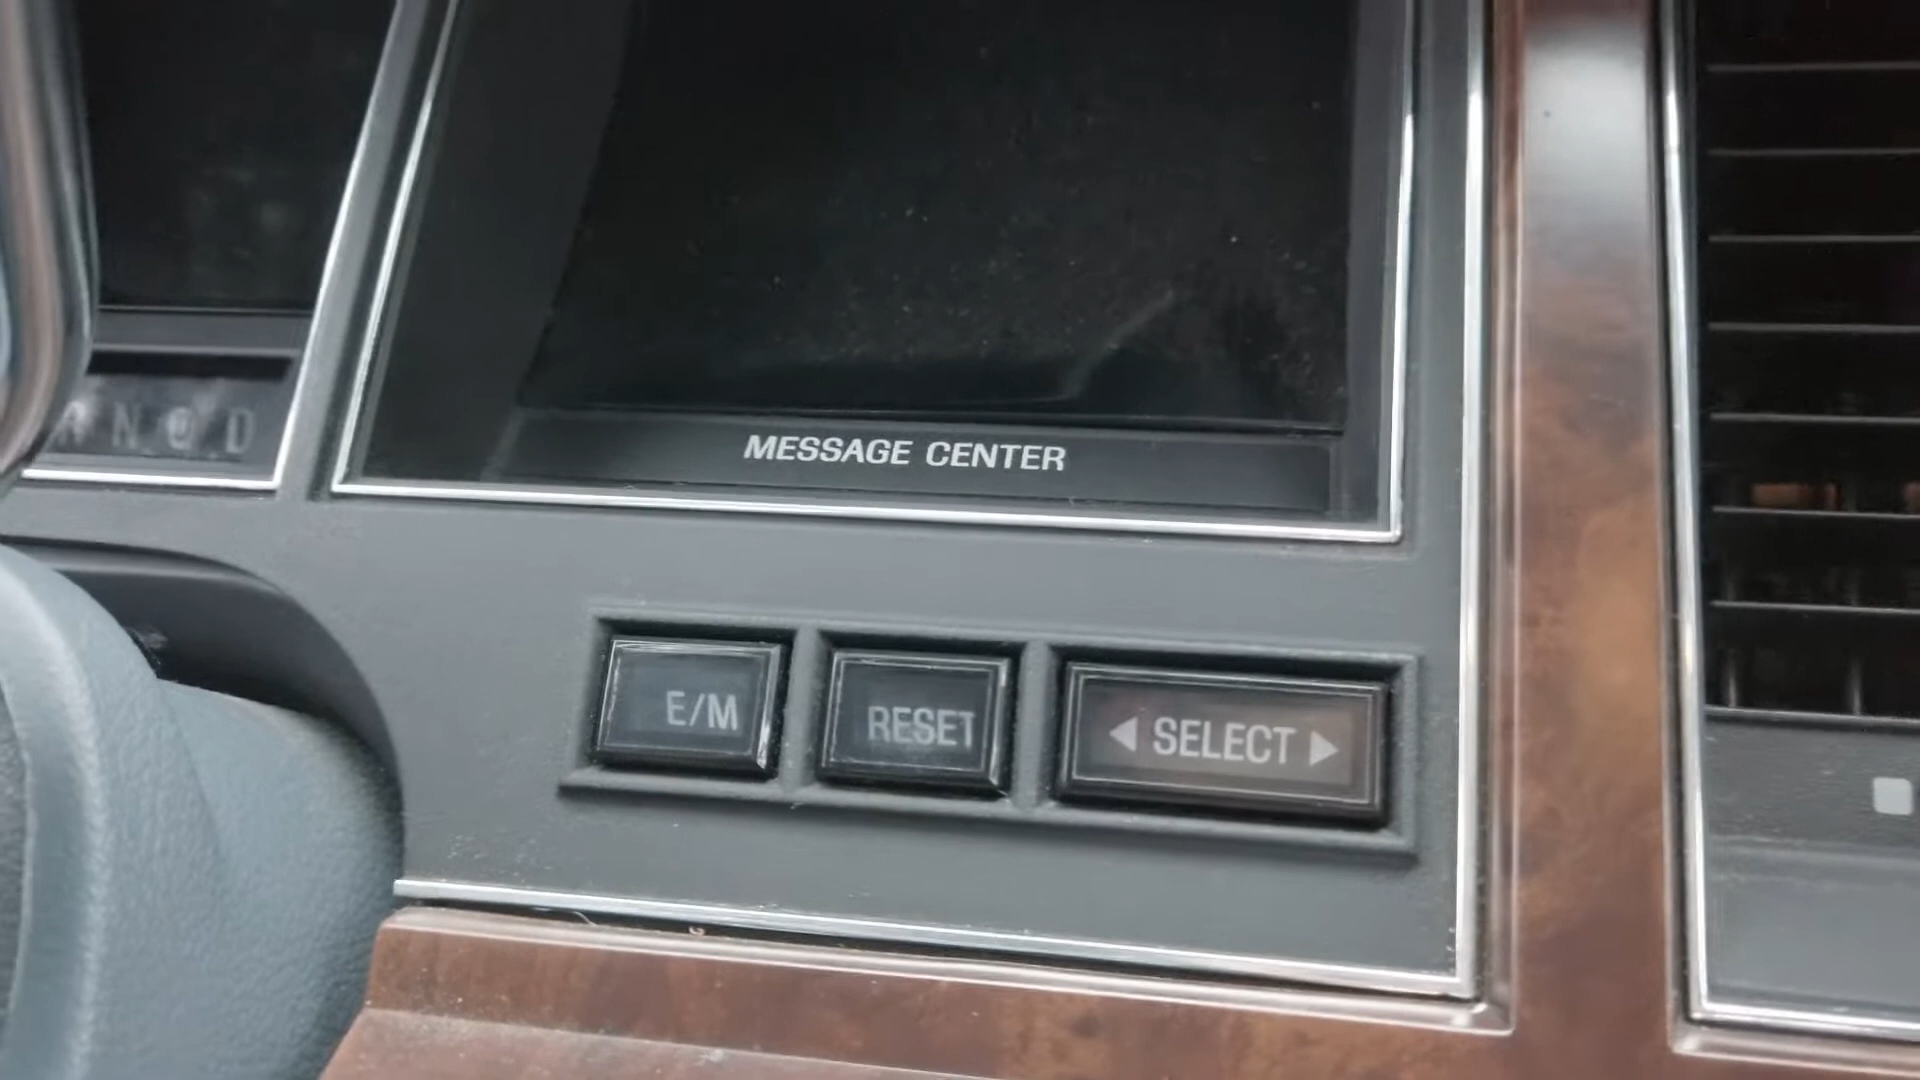 N D
MESSAGE CENTER
E/M
RESET
◀ SELECT ▶